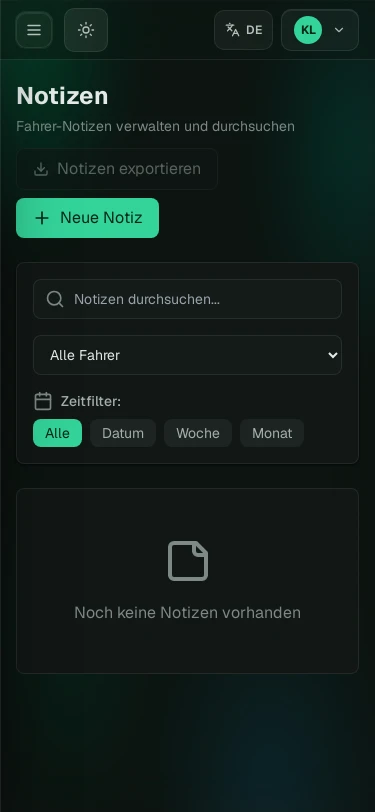 DE
KL
Notizen
Fahrer-Notizen verwalten und durchsuchen
Notizen exportieren
Neue Notiz
Notizen durchsuchen...
Alle Fahrer
Zeitfilter:
Alle Datum Woche Monat
Noch keine Notizen vorhanden